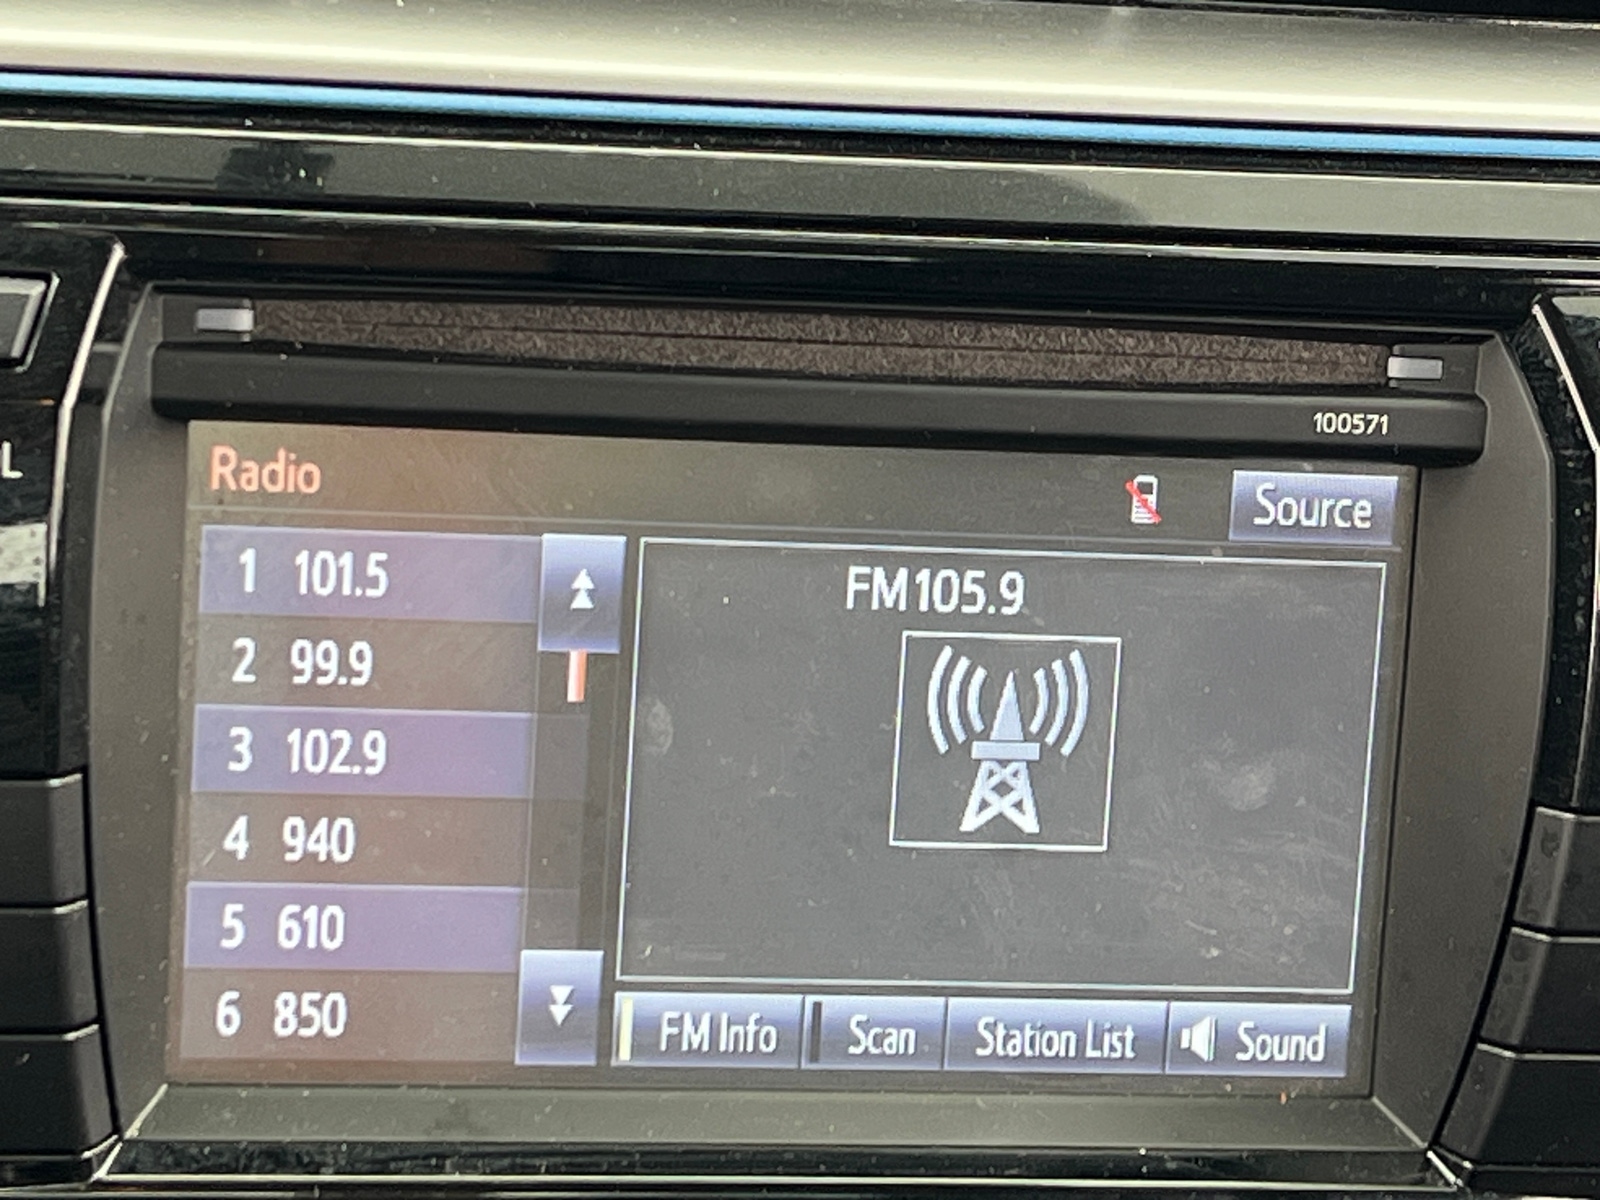 L
100571
Radio
Source
1 101.5
2 99.9
3 102.9
4 940
5 610
6 850
FM105.9
FM Info
Scan
Station List
Sound